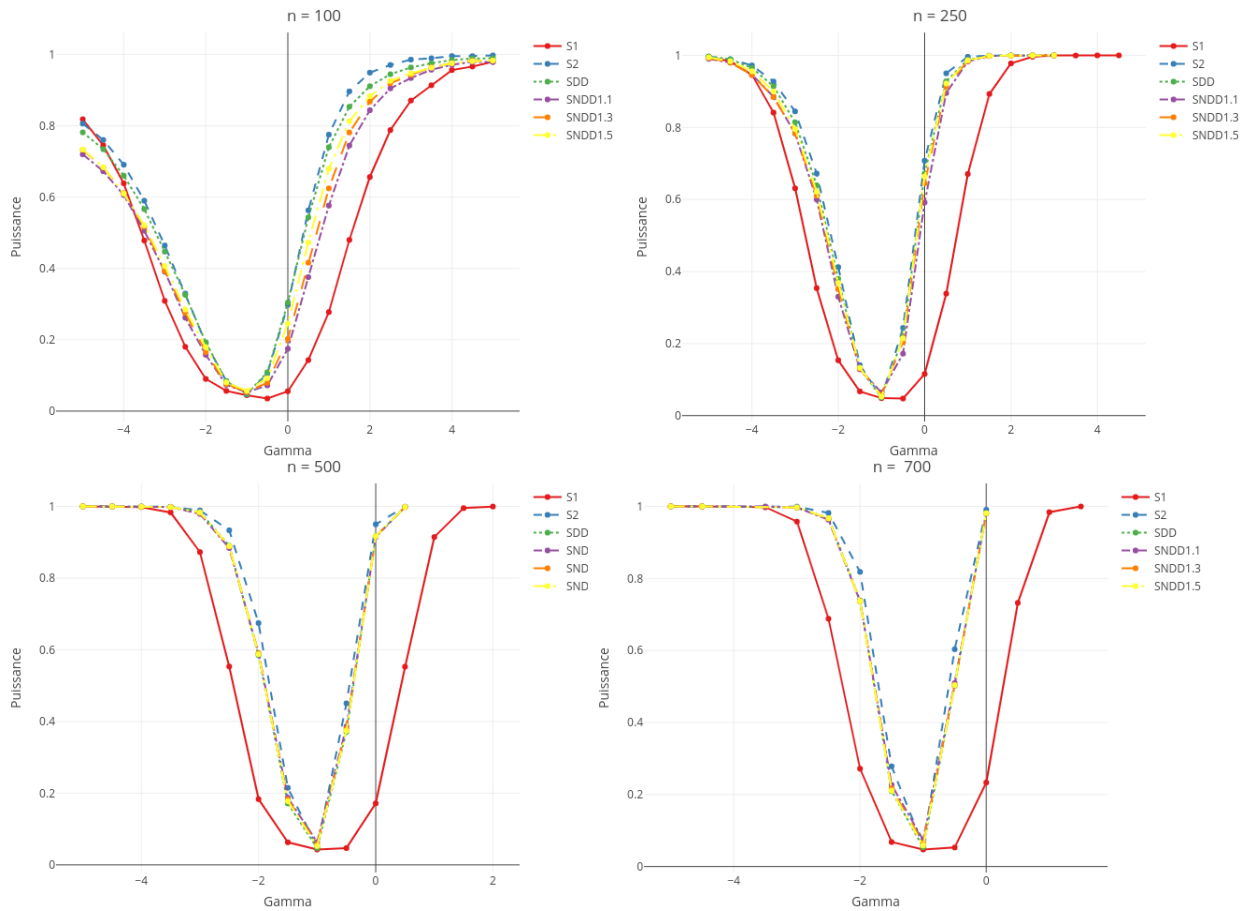 n = 100
1
0.8
0.6
0.4
0.2
0
Puissance
−4
−2
0
2
4
Gamma
S1
S2
SDD
SNDD1.1
SNDD1.3
SNDD1.5
n = 250
1
0.8
0.6
0.4
0.2
0
Puissance
−4
−2
0
2
4
Gamma
S1
S2
SDD
SNDD1.1
SNDD1.3
SNDD1.5
n = 500
1
0.8
0.6
0.4
0.2
0
Puissance
−4
−2
0
2
Gamma
S1
S2
SDD
SND
SND
SND
n = 700
1
0.8
0.6
0.4
0.2
0
Puissance
−4
−2
0
Gamma
S1
S2
SDD
SNDD1.1
SNDD1.3
SNDD1.5